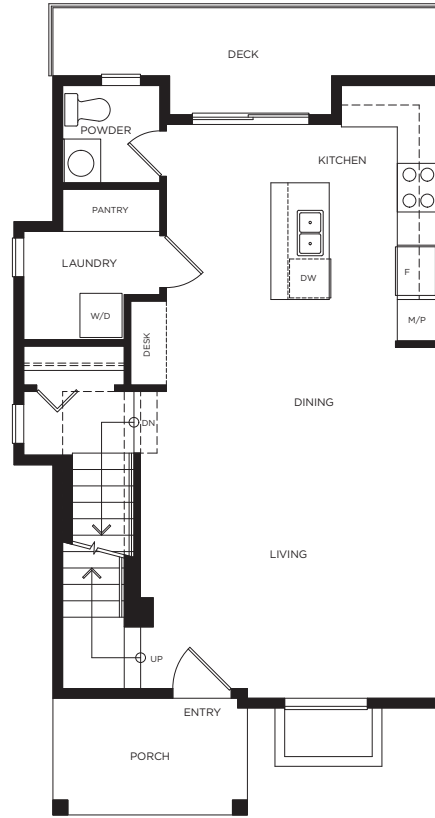 DECK
POWDER
KITCHEN
PANTRY
LAUNDRY
F
DW
W/D
M/P
DESK
DINING
DN
LIVING
UP
ENTRY
PORCH